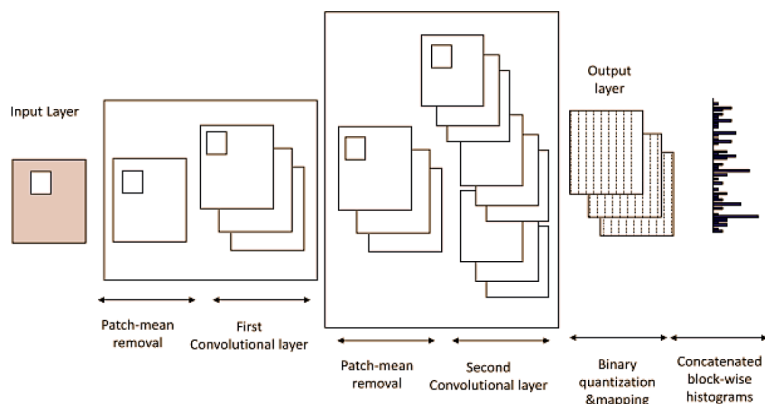 Input Layer
Output
layer
Patch-mean
removal
First
Convolutional layer
Patch-mean
removal
Second
Convolutional layer
Binary
quantization
&mapping
Concatenated
block-wise
histograms